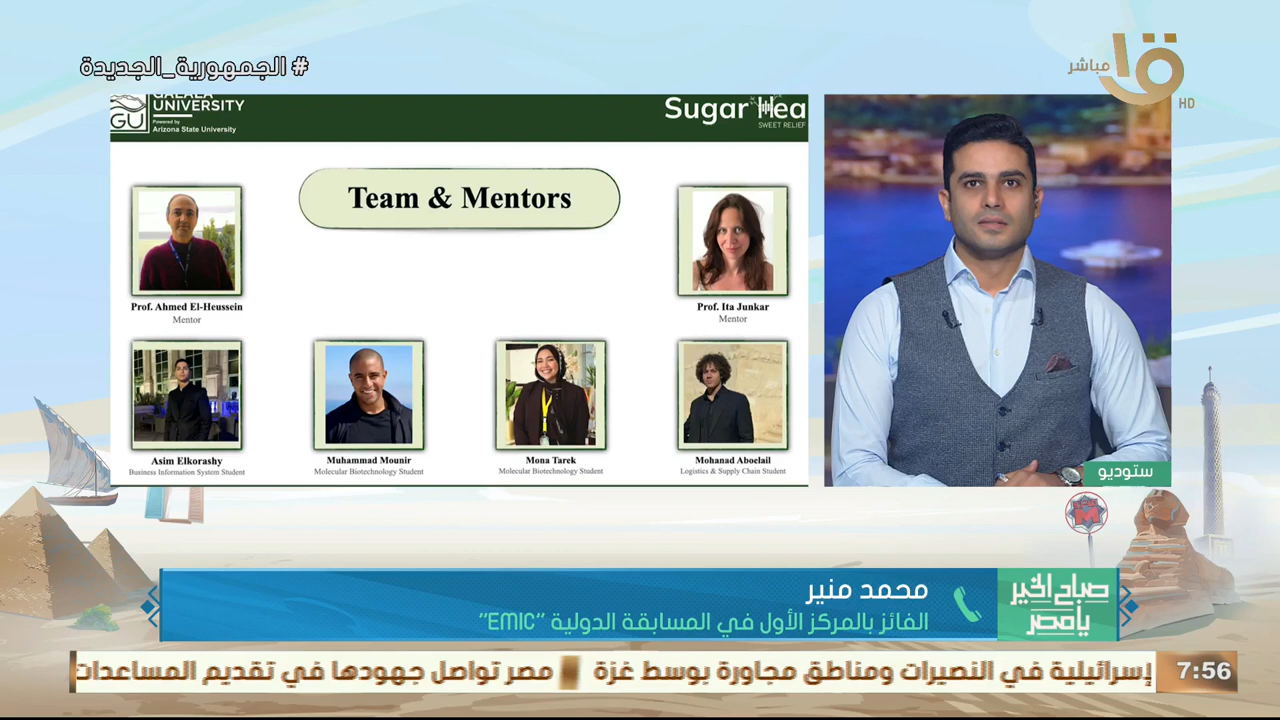 # الجمهورية_الجديدة
مباشر
HD
GALALA
UNIVERSITY
Powered by
Arizona State University
GU
Sugar Hea
SWEET RELIEF
Team & Mentors
Prof. Ahmed El-Heussein
Mentor
Prof. Ita Junkar
Mentor
Asim Elkorashy
Business Information System Student
Muhammad Mounir
Molecular Biotechnology Student
Mona Tarek
Molecular Biotechnology Student
Mohanad Aboelail
Logistics & Supply Chain Student
ستوديو
M
صباح الخير
يا مصر
محمد منير
الفائز بالمركز الأول في المسابقة الدولية “EMIC”
إسرائيلية في النصيرات ومناطق مجاورة بوسط غزة
مصر تواصل جهودها في تقديم المساعدات
7:56